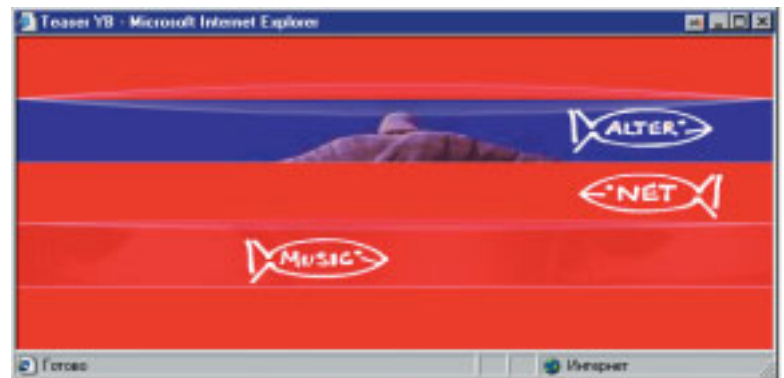 Teaser YB - Microsoft Internet Explorer
ALTER
NET
MUSIC
Готово
Интернет